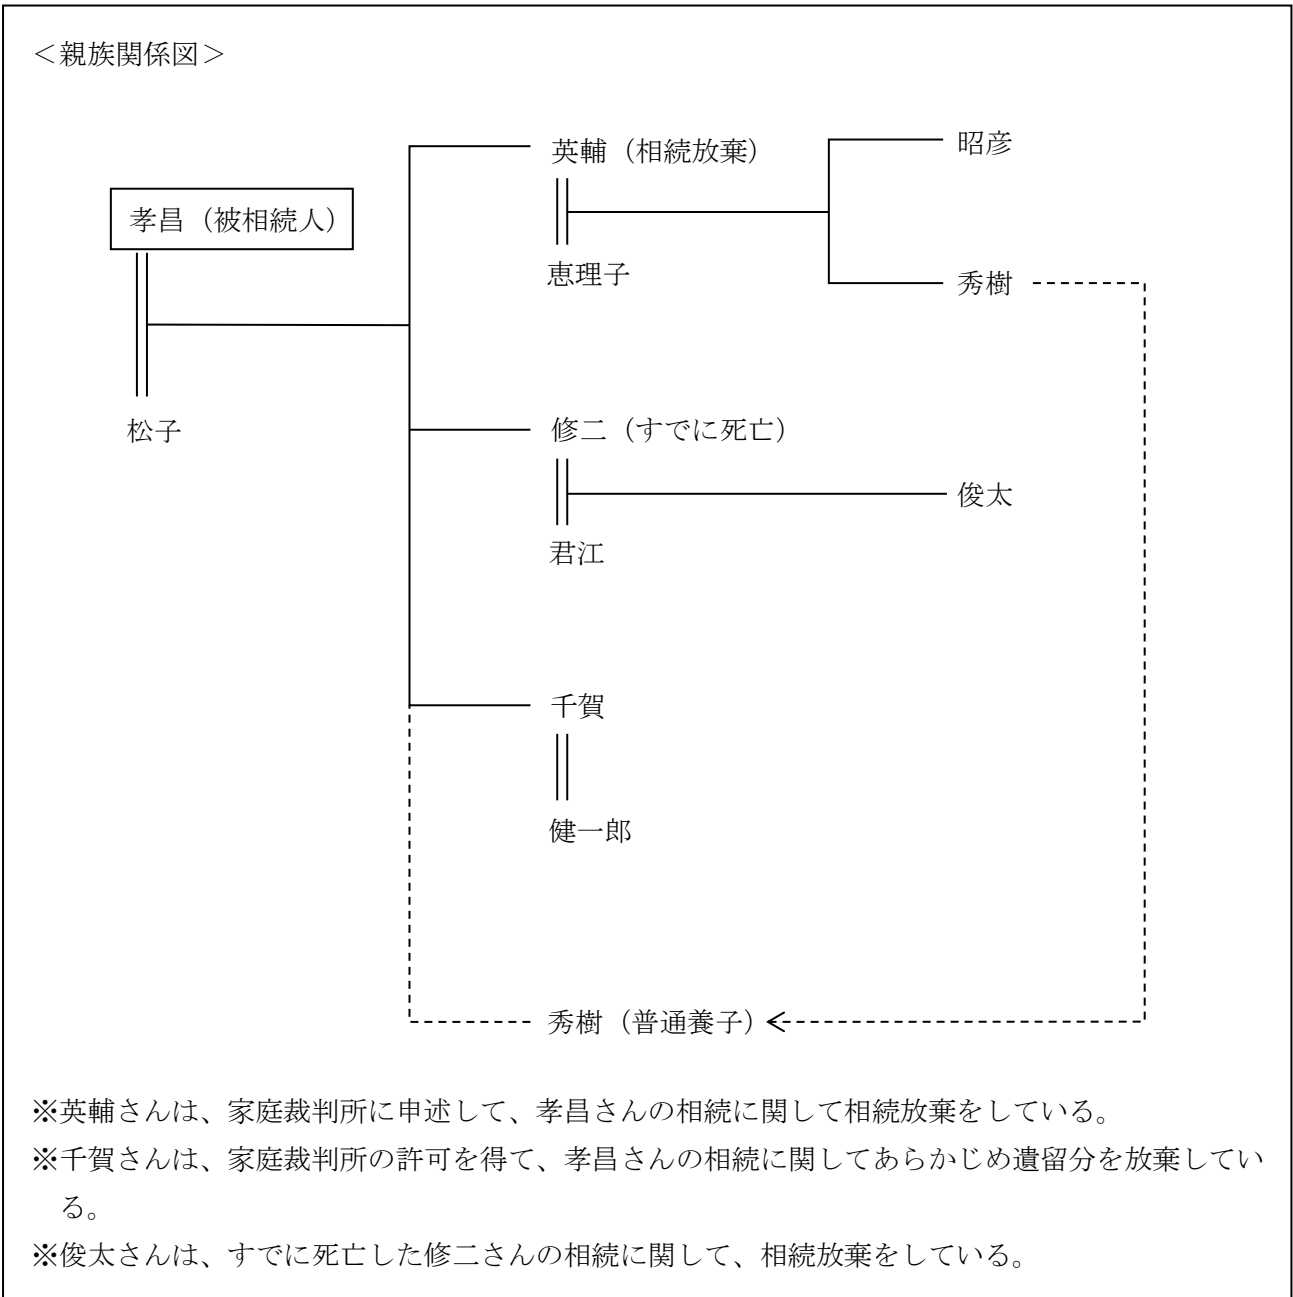 ＜親族関係図＞
英輔（相続放棄）
昭彦
孝昌（被相続人）
恵理子
秀樹
松子
修二（すでに死亡）
俊太
君江
千賀
健一郎
秀樹（普通養子）
※英輔さんは、家庭裁判所に申述して、孝昌さんの相続に関して相続放棄をしている。
※千賀さんは、家庭裁判所の許可を得て、孝昌さんの相続に関してあらかじめ遺留分を放棄してい
る。
※俊太さんは、すでに死亡した修二さんの相続に関して、相続放棄をしている。